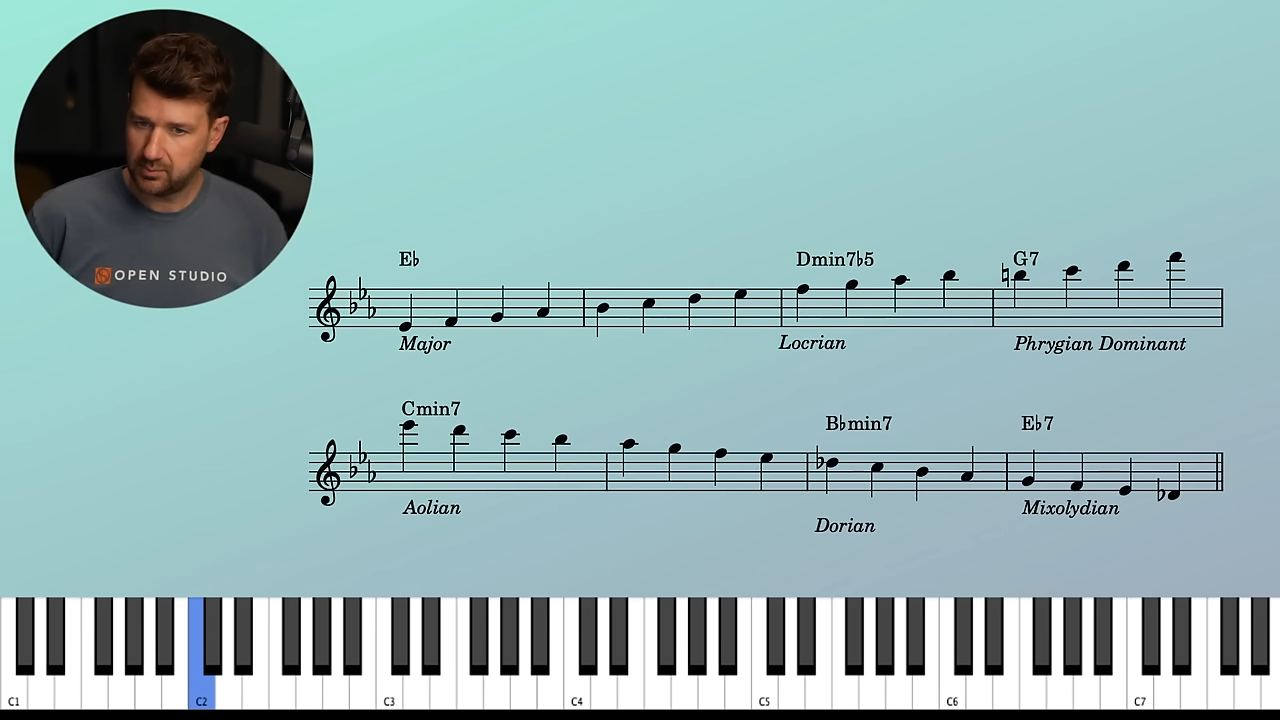 OPEN STUDIO
E♭ Dmin7♭5 G7
Major Locrian Phrygian Dominant
Cmin7 B♭min7 E♭7
Aolian Dorian Mixolydian
C1 C2 C3 C4 C5 C6 C7